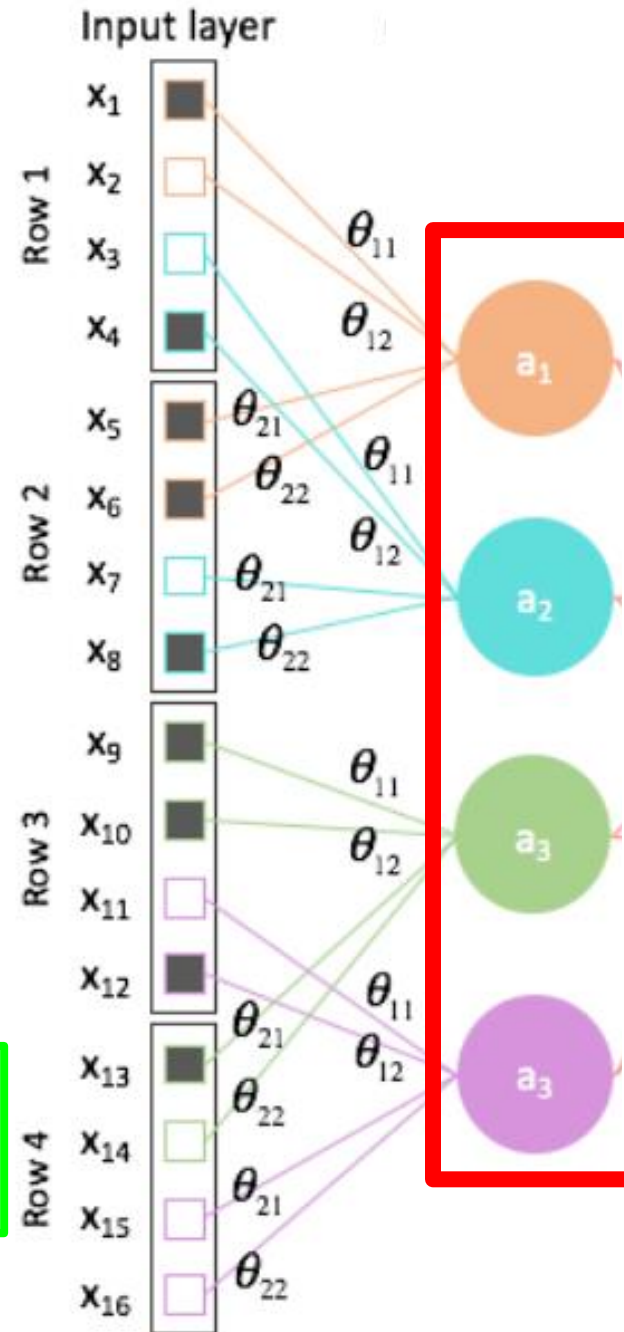 Input layer
Row 1
x₁
x₂
x₃
x₄
Row 2
x₅
x₆
x₇
x₈
Row 3
x₉
x₁₀
x₁₁
x₁₂
Row 4
x₁₃
x₁₄
x₁₅
x₁₆
θ₁₁
θ₁₂
θ₂₁
θ₂₂
θ₁₁
θ₁₂
θ₂₁
θ₂₂
θ₁₁
θ₁₂
θ₁₁
θ₁₂
θ₂₁
θ₂₂
θ₂₁
θ₂₂
a₁
a₂
a₃
a₃